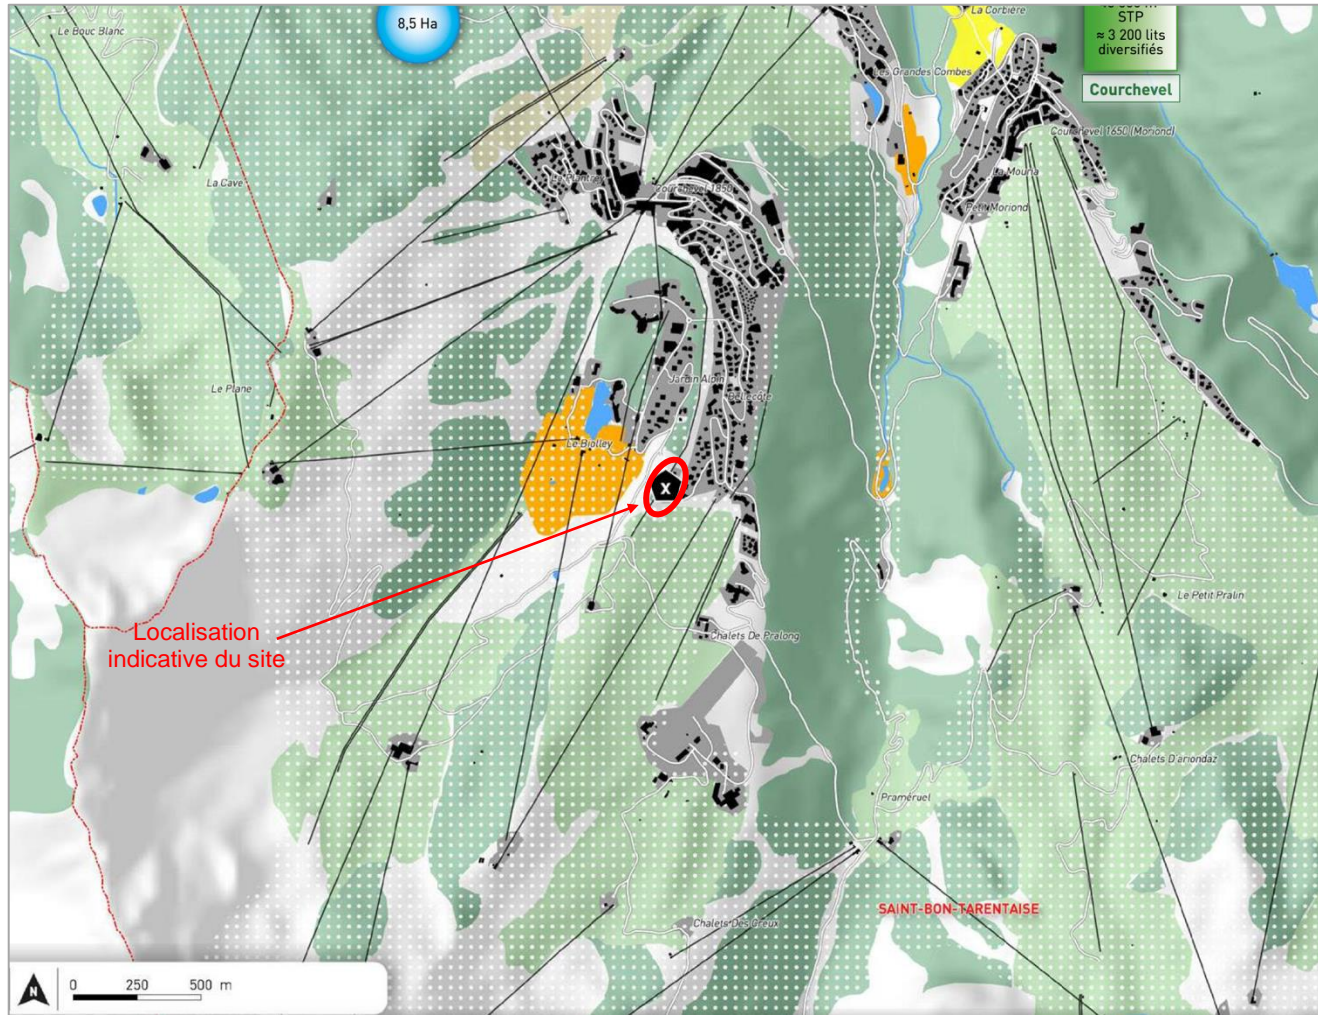 La Corbière
Le Bouc Blanc
8,5 Ha
STP
≈ 3 200 lits
diversifiés
Les Grandes Combes
Courchevel
Courchevel 1650 (Moriond)
La Cave
Courchevel 1850
Petit Moriond
Le Plane
Jardin Alpin
Bellecôte
Le Biolley
X
Le Petit Pralin
Localisation
indicative du site
Chalets De Pralong
Chalets D'ariondaz
Praméruel
SAINT-BON-TARENTAISE
Chalets Des Creux
N
0 250 500 m